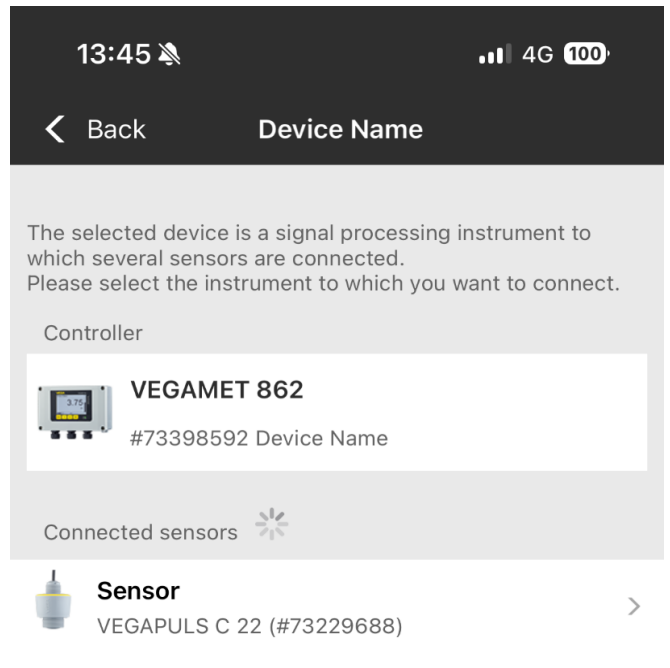 13:45
4G 100
Back Device Name
The selected device is a signal processing instrument to
which several sensors are connected.
Please select the instrument to which you want to connect.
Controller
VEGAMET 862
3.75
#73398592 Device Name
Connected sensors
Sensor
VEGAPULS C 22 (#73229688)